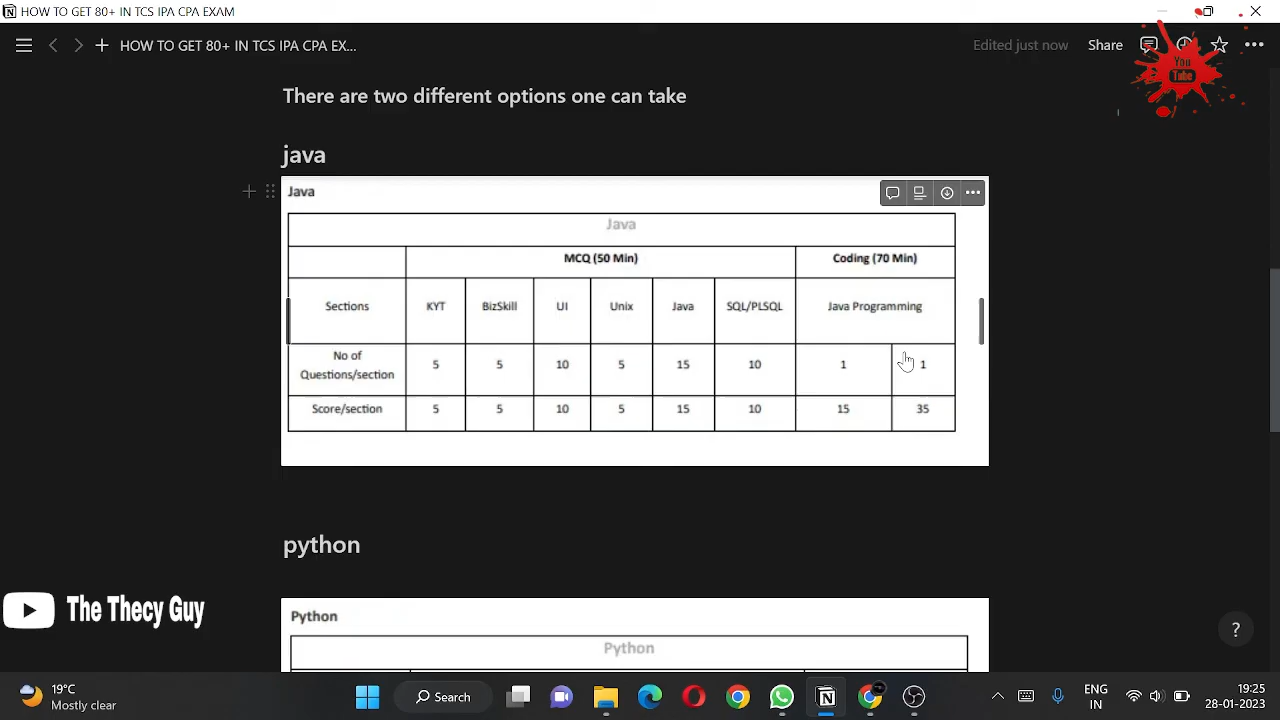 HOW TO GET 80+ IN TCS IPA CPA EXAM
HOW TO GET 80+ IN TCS IPA CPA EX...
Edited just now
Share
You
Tube
There are two different options one can take
java
Java
Java
MCQ (50 Min) Coding (70 Min)
Sections KYT BizSkill UI Unix Java SQL/PLSQL Java Programming
No of
Questions/section 5 5 10 5 15 10 1 1
Score/section 5 5 10 5 15 10 15 35
python
Python
Python
The Thecy Guy
?
19°C
Mostly clear
Search
ENG
IN
19:25
28-01-2023